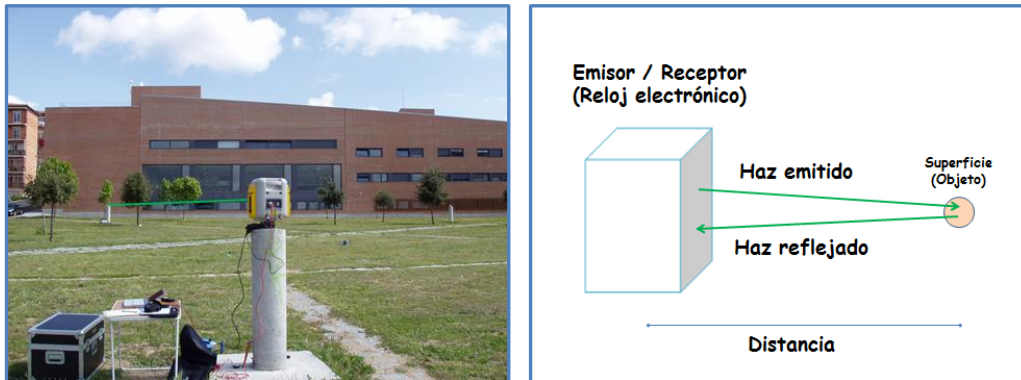 Emisor / Receptor
(Reloj electrónico)
Haz emitido
Superficie
(Objeto)
Haz reflejado
Distancia